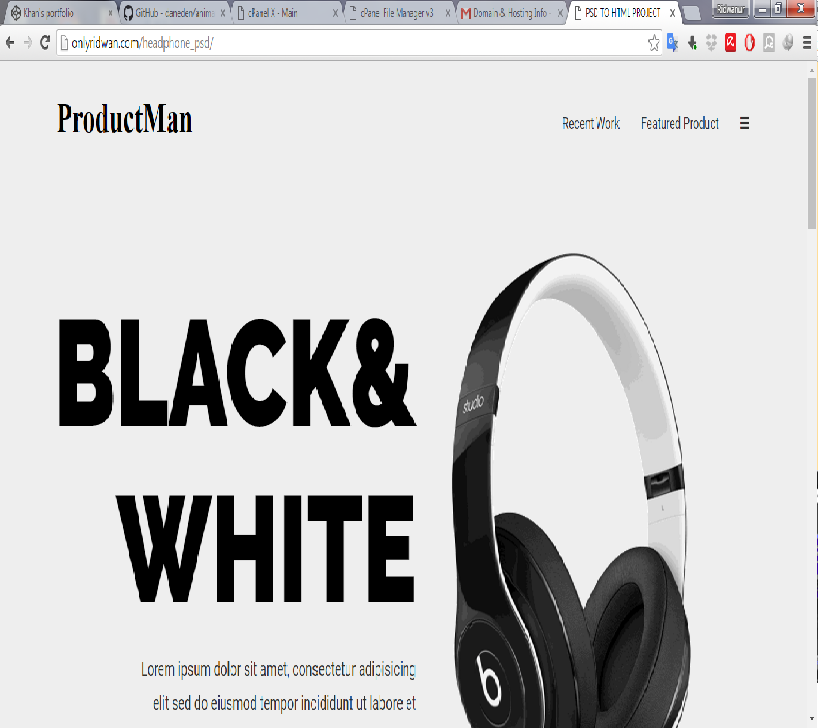 Khan's portfolio
GitHub - daneden/anima
cPanel X - Main
cPanel File Manager v3
Domain & Hosting Info -
PSD TO HTML PROJECT
Ridwanur
onlyridwan.com/headphone_psd/
ProductMan
Recent Work
Featured Product
BLACK&
WHITE
studio
b
Lorem ipsum dolor sit amet, consectetur adipisicing
elit sed do eiusmod tempor incididunt ut labore et